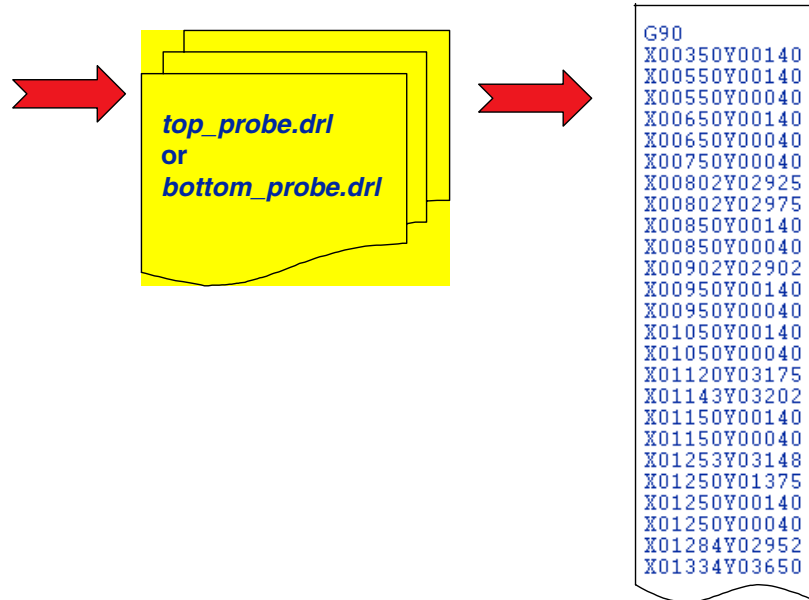 top_probe.drl
or
bottom_probe.drl
G90
X00350Y00140
X00550Y00140
X00550Y00040
X00650Y00140
X00650Y00040
X00750Y00040
X00802Y02925
X00802Y02975
X00850Y00140
X00850Y00040
X00902Y02902
X00950Y00140
X00950Y00040
X01050Y00140
X01050Y00040
X01120Y03175
X01143Y03202
X01150Y00140
X01150Y00040
X01253Y03148
X01250Y01375
X01250Y00140
X01250Y00040
X01284Y02952
X01334Y03650